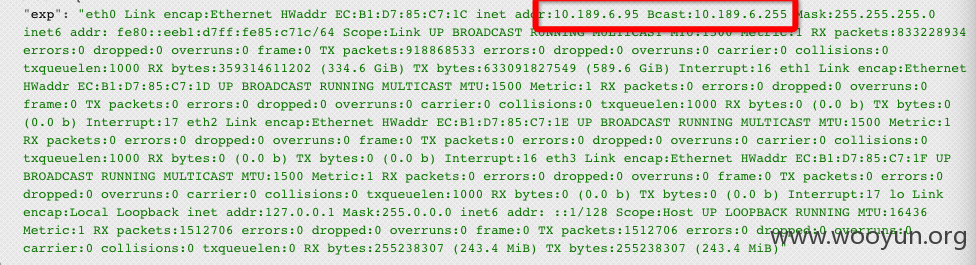 "exp": "eth0 Link encap:Ethernet HWaddr EC:B1:D7:85:C7:1C inet addr:10.189.6.95 Bcast:10.189.6.255 Mask:255.255.255.0
inet6 addr: fe80::eeb1:d7ff:fe85:c71c/64 Scope:Link UP BROADCAST RUNNING MULTICAST MTU:1500 Metric:1 RX packets:833228934
errors:0 dropped:0 overruns:0 frame:0 TX packets:918868533 errors:0 dropped:0 overruns:0 carrier:0 collisions:0
txqueuelen:1000 RX bytes:359314611202 (334.6 GiB) TX bytes:633091827549 (589.6 GiB) Interrupt:16 eth1 Link encap:Ethernet
HWaddr EC:B1:D7:85:C7:1D UP BROADCAST RUNNING MULTICAST MTU:1500 Metric:1 RX packets:0 errors:0 dropped:0 overruns:0
frame:0 TX packets:0 errors:0 dropped:0 overruns:0 carrier:0 collisions:0 txqueuelen:1000 RX bytes:0 (0.0 b) TX bytes:0
(0.0 b) Interrupt:17 eth2 Link encap:Ethernet HWaddr EC:B1:D7:85:C7:1E UP BROADCAST RUNNING MULTICAST MTU:1500 Metric:1
RX packets:0 errors:0 dropped:0 overruns:0 frame:0 TX packets:0 errors:0 dropped:0 overruns:0 carrier:0 collisions:0
txqueuelen:1000 RX bytes:0 (0.0 b) TX bytes:0 (0.0 b) Interrupt:16 eth3 Link encap:Ethernet HWaddr EC:B1:D7:85:C7:1F UP
BROADCAST RUNNING MULTICAST MTU:1500 Metric:1 RX packets:0 errors:0 dropped:0 overruns:0 frame:0 TX packets:0 errors:0
dropped:0 overruns:0 carrier:0 collisions:0 txqueuelen:1000 RX bytes:0 (0.0 b) TX bytes:0 (0.0 b) Interrupt:17 lo Link
encap:Local Loopback inet addr:127.0.0.1 Mask:255.0.0.0 inet6 addr: ::1/128 Scope:Host UP LOOPBACK RUNNING MTU:16436
Metric:1 RX packets:1512706 errors:0 dropped:0 overruns:0 frame:0 TX packets:1512706 errors:0 dropped:0 overruns:0
carrier:0 collisions:0 txqueuelen:0 RX bytes:255238307 (243.4 MiB) TX bytes:255238307 (243.4 MiB)"
www.wooyun.org